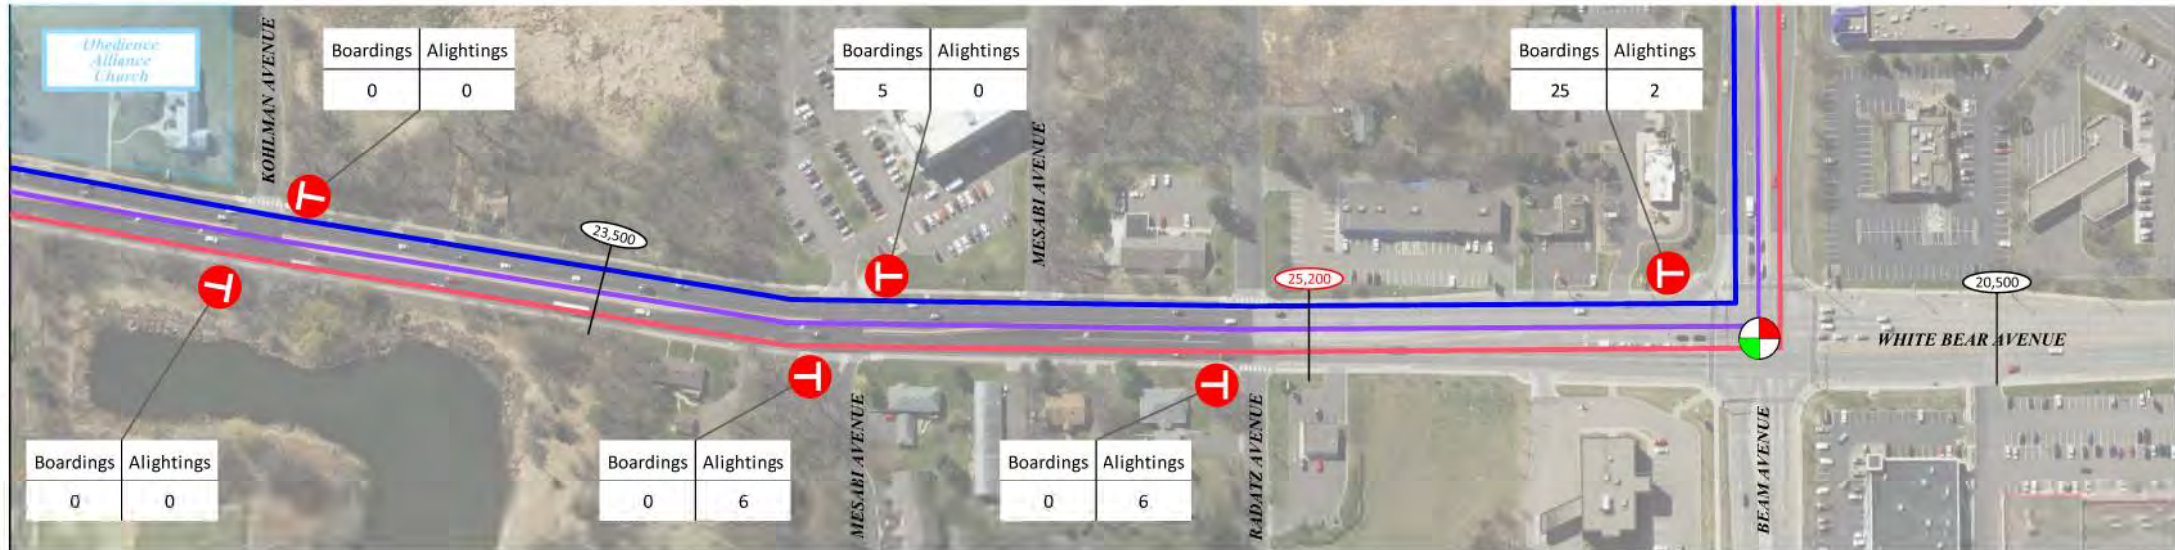 Obedience
Alliance
Church
KOHLMAN AVENUE
Boardings Alightings
0 0
Boardings Alightings
5 0
MESABI AVENUE
Boardings Alightings
25 2
T
T
T
23,500
25,200
20,500
T
T
T
WHITE BEAR AVENUE
Boardings Alightings
0 0
Boardings Alightings
0 6
MESABI AVENUE
Boardings Alightings
0 6
RADATZ AVENUE
BEAM AVENUE